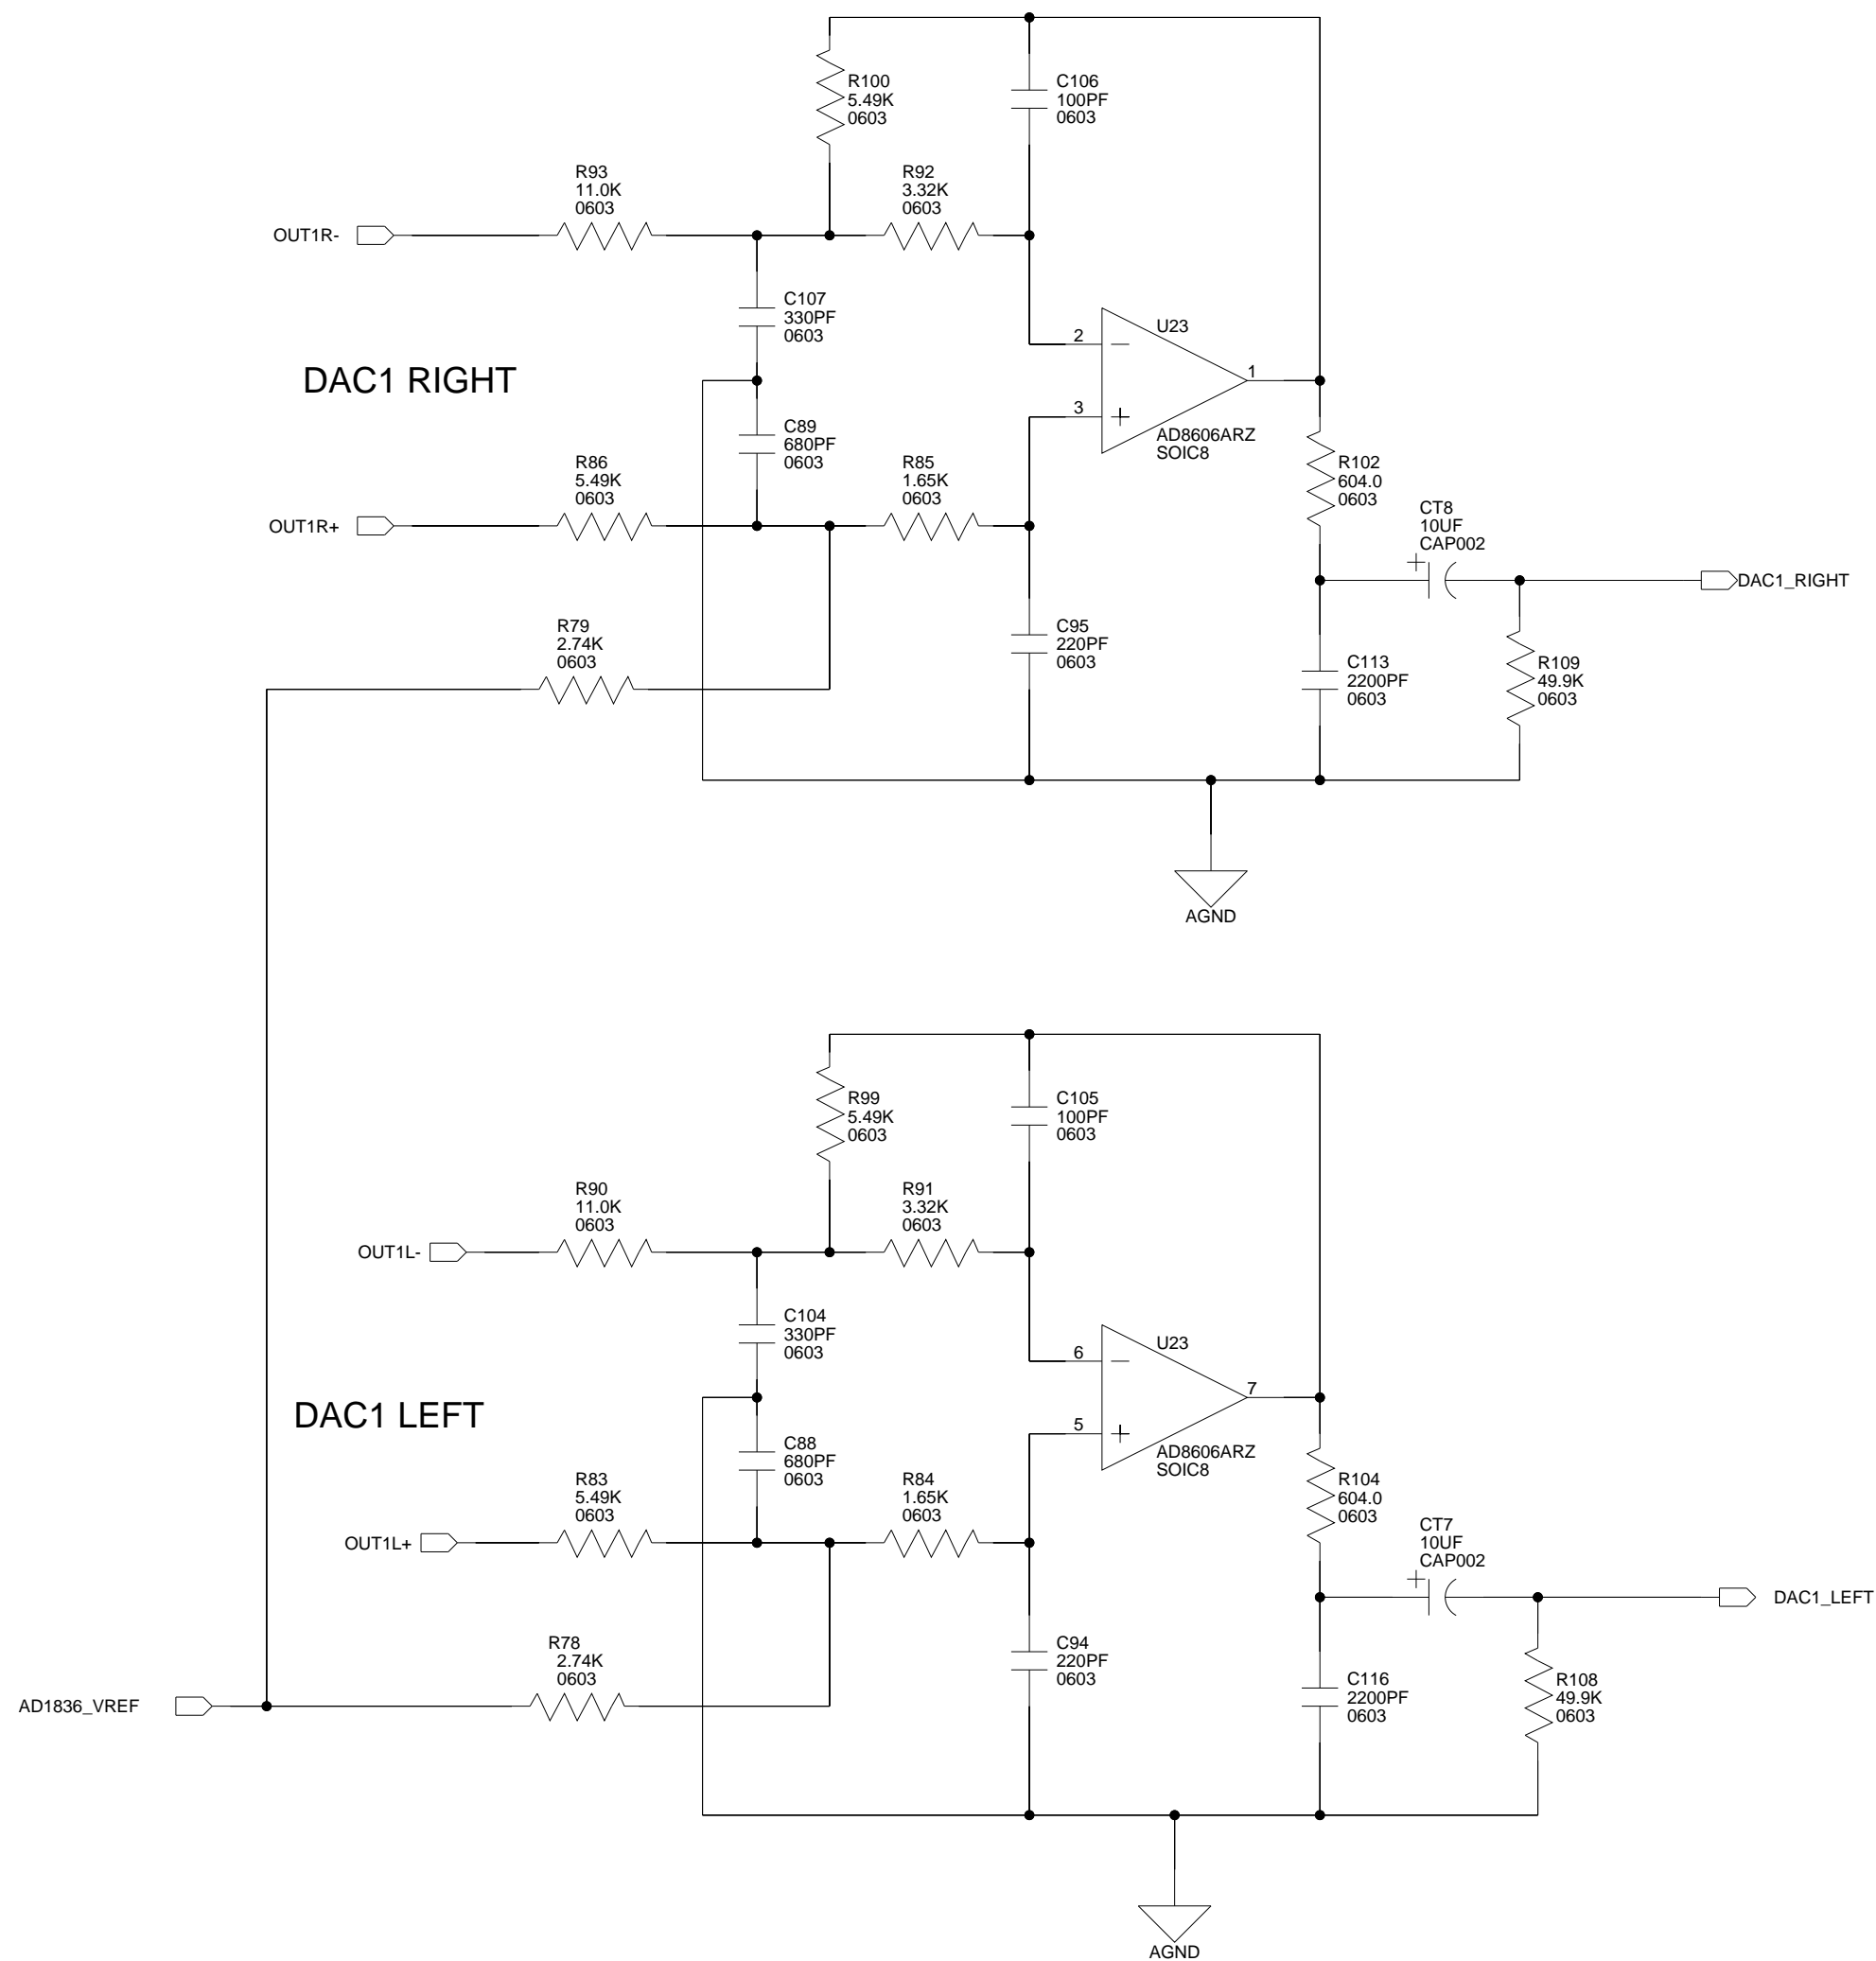 R100
5.49K
0603
C106
100PF
0603
R93
11.0K
0603
R92
3.32K
0603
OUT1R-
C107
330PF
0603
2
U23
1
DAC1 RIGHT
3
AD8606ARZ
SOIC8
C89
680PF
0603
R86
5.49K
0603
R85
1.65K
0603
R102
604.0
0603
OUT1R+
CT8
10UF
CAP002
DAC1_RIGHT
R79
2.74K
0603
C95
220PF
0603
C113
2200PF
0603
R109
49.9K
0603
AGND
R99
5.49K
0603
C105
100PF
0603
R90
11.0K
0603
R91
3.32K
0603
OUT1L-
C104
330PF
0603
6
U23
7
DAC1 LEFT
5
AD8606ARZ
SOIC8
C88
680PF
0603
R83
5.49K
0603
R84
1.65K
0603
R104
604.0
0603
OUT1L+
CT7
10UF
CAP002
DAC1_LEFT
R78
2.74K
0603
C94
220PF
0603
C116
2200PF
0603
R108
49.9K
0603
AD1836_VREF
AGND